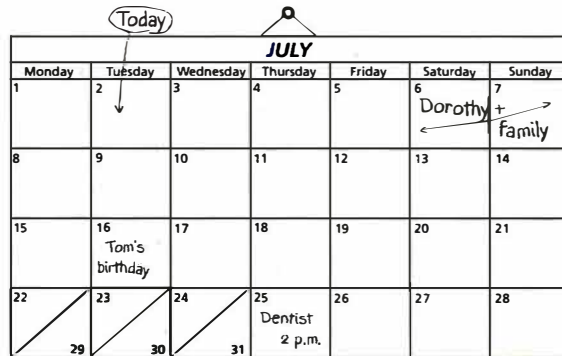 Today
JULY
Monday Tuesday Wednesday Thursday Friday Saturday Sunday
1 2 3 4 5 6 7
Dorothy +
family
8 9 10 11 12 13 14
15 16 17 18 19 20 21
Tom's
birthday
22 23 24 25 26 27 28
Dentist
2 p.m.
29 30 31